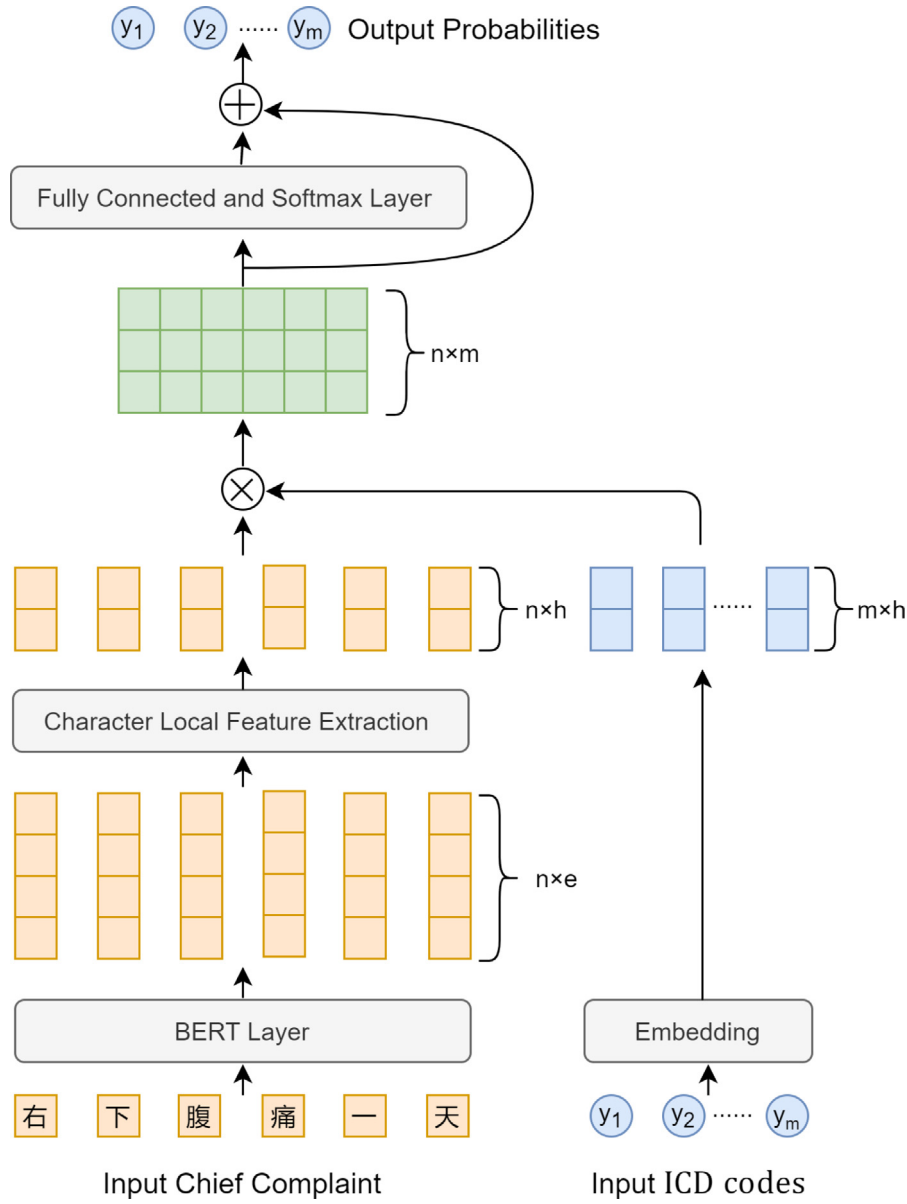 y1 y2 ...... ym Output Probabilities
Fully Connected and Softmax Layer
n×m
n×h
m×h
Character Local Feature Extraction
n×e
BERT Layer
Embedding
右 下 腹 痛 一 天
y1 y2 ...... ym
Input Chief Complaint
Input ICD codes